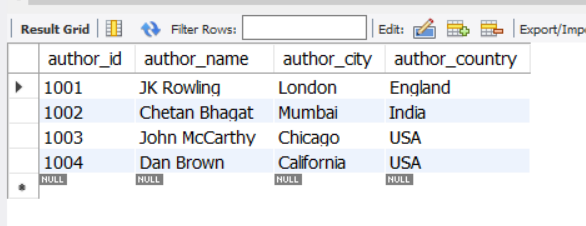 Result Grid Filter Rows: Edit: Export/Impo
author_id author_name author_city author_country
1001 JK Rowling London England
1002 Chetan Bhagat Mumbai India
1003 John McCarthy Chicago USA
1004 Dan Brown California USA
NULL NULL NULL NULL